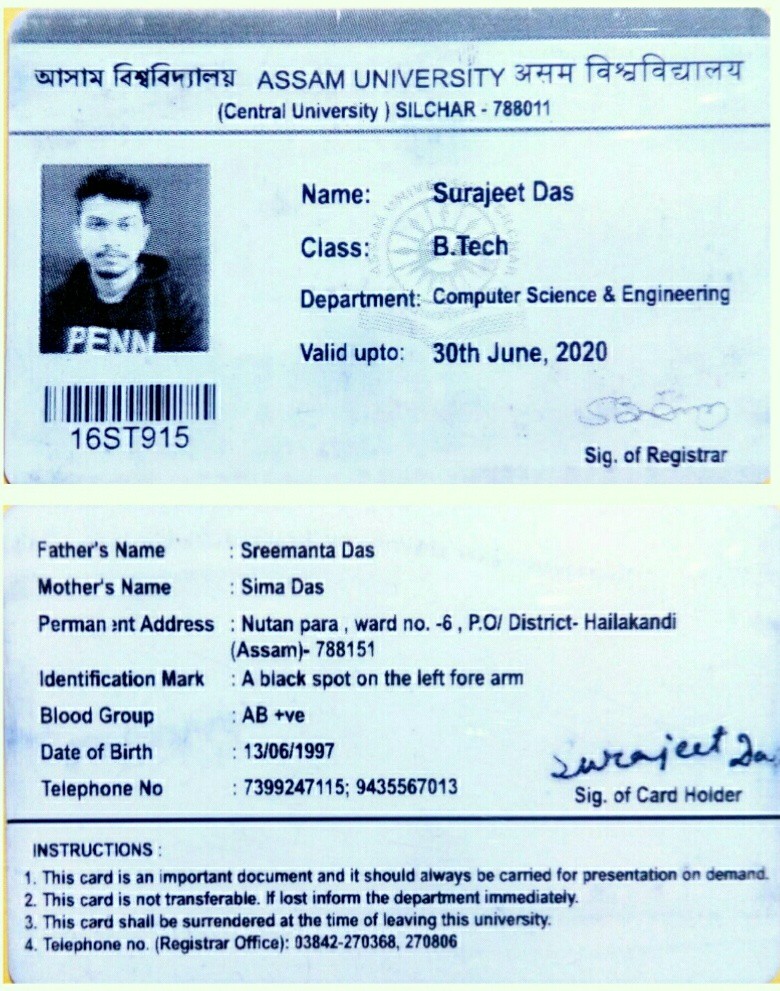 আসাম বিশ্ববিদ্যালয় ASSAM UNIVERSITY असम विश्वविद्यालय
(Central University ) SILCHAR - 788011
Name: Surajeet Das
Class: B.Tech
Department: Computer Science & Engineering
Valid upto: 30th June, 2020
PENN
16ST915
Sig. of Registrar
Father's Name : Sreemanta Das
Mother's Name : Sima Das
Permanent Address : Nutan para , ward no. -6 , P.O/ District- Hailakandi
(Assam)- 788151
Identification Mark : A black spot on the left fore arm
Blood Group : AB +ve
Date of Birth : 13/06/1997
Telephone No : 7399247115; 9435567013
Surajeet Da
Sig. of Card Holder
INSTRUCTIONS :
1. This card is an important document and it should always be carried for presentation on demand.
2. This card is not transferable. If lost inform the department immediately.
3. This card shall be surrendered at the time of leaving this university.
4. Telephone no. (Registrar Office): 03842-270368, 270806